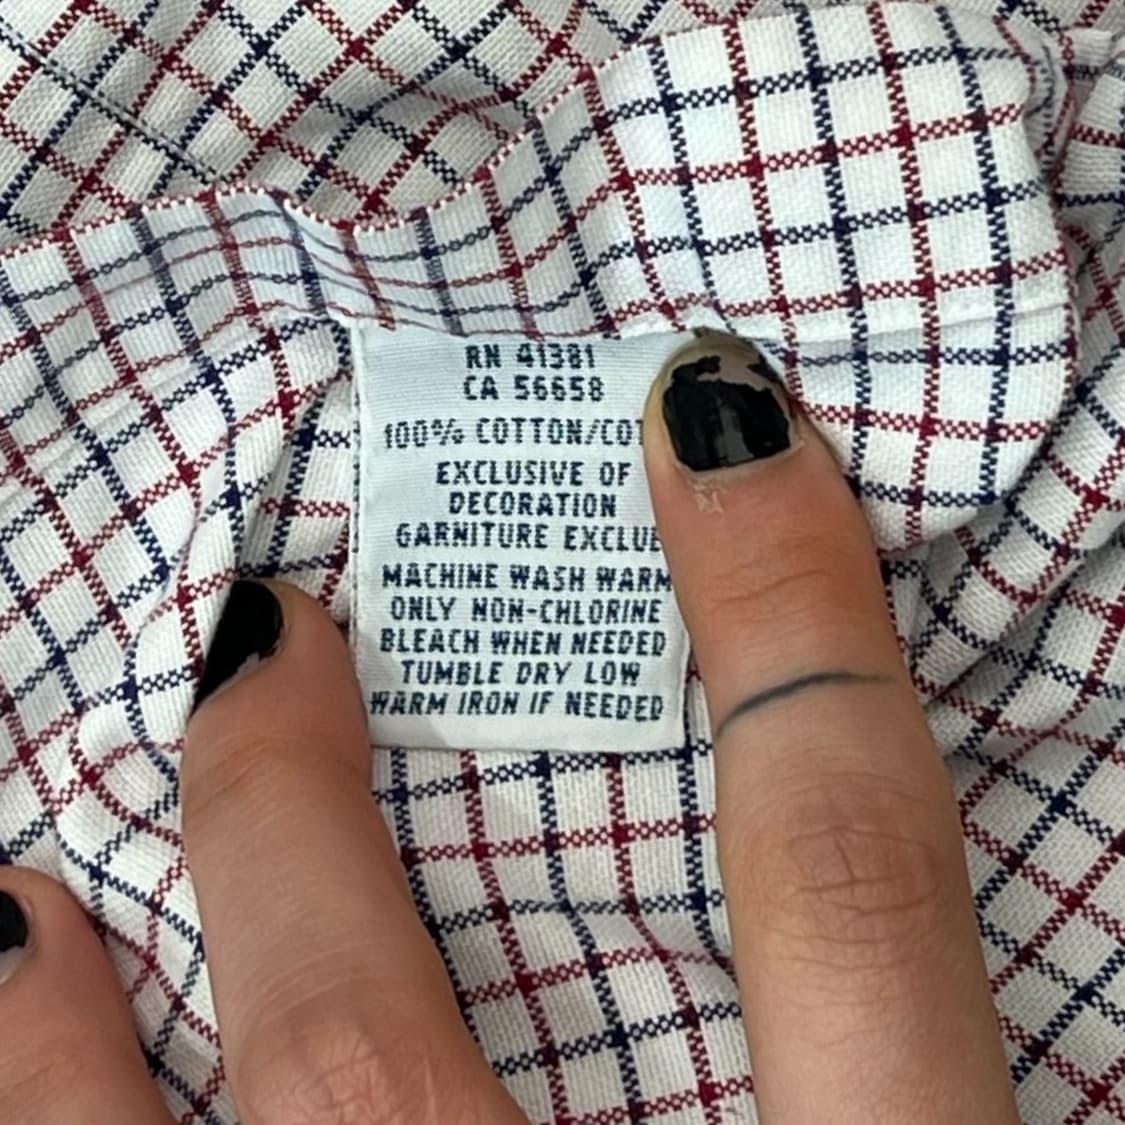 RN 41381
CA 56658
100% COTTON/COT
EXCLUSIVE OF
DECORATION
GARNITURE EXCLU
MACHINE WASH WARM
ONLY NON-CHLORINE
BLEACH WHEN NEEDED
TUMBLE DRY LOW
WARM IRON IF NEEDED